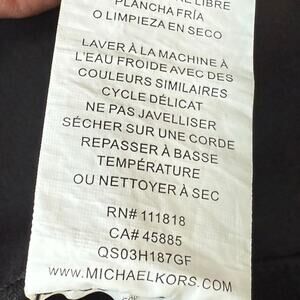 LIBRE
PLANCHA FRÍA
O LIMPIEZA EN SECO
LAVER À LA MACHINE À
L'EAU FROIDE AVEC DES
COULEURS SIMILAIRES
CYCLE DÉLICAT
NE PAS JAVELLISER
SÉCHER SUR UNE CORDE
REPASSER À BASSE
TEMPÉRATURE
OU NETTOYER À SEC
RN# 111818
CA# 45885
QS03H187GF
WWW.MICHAELKORS.COM